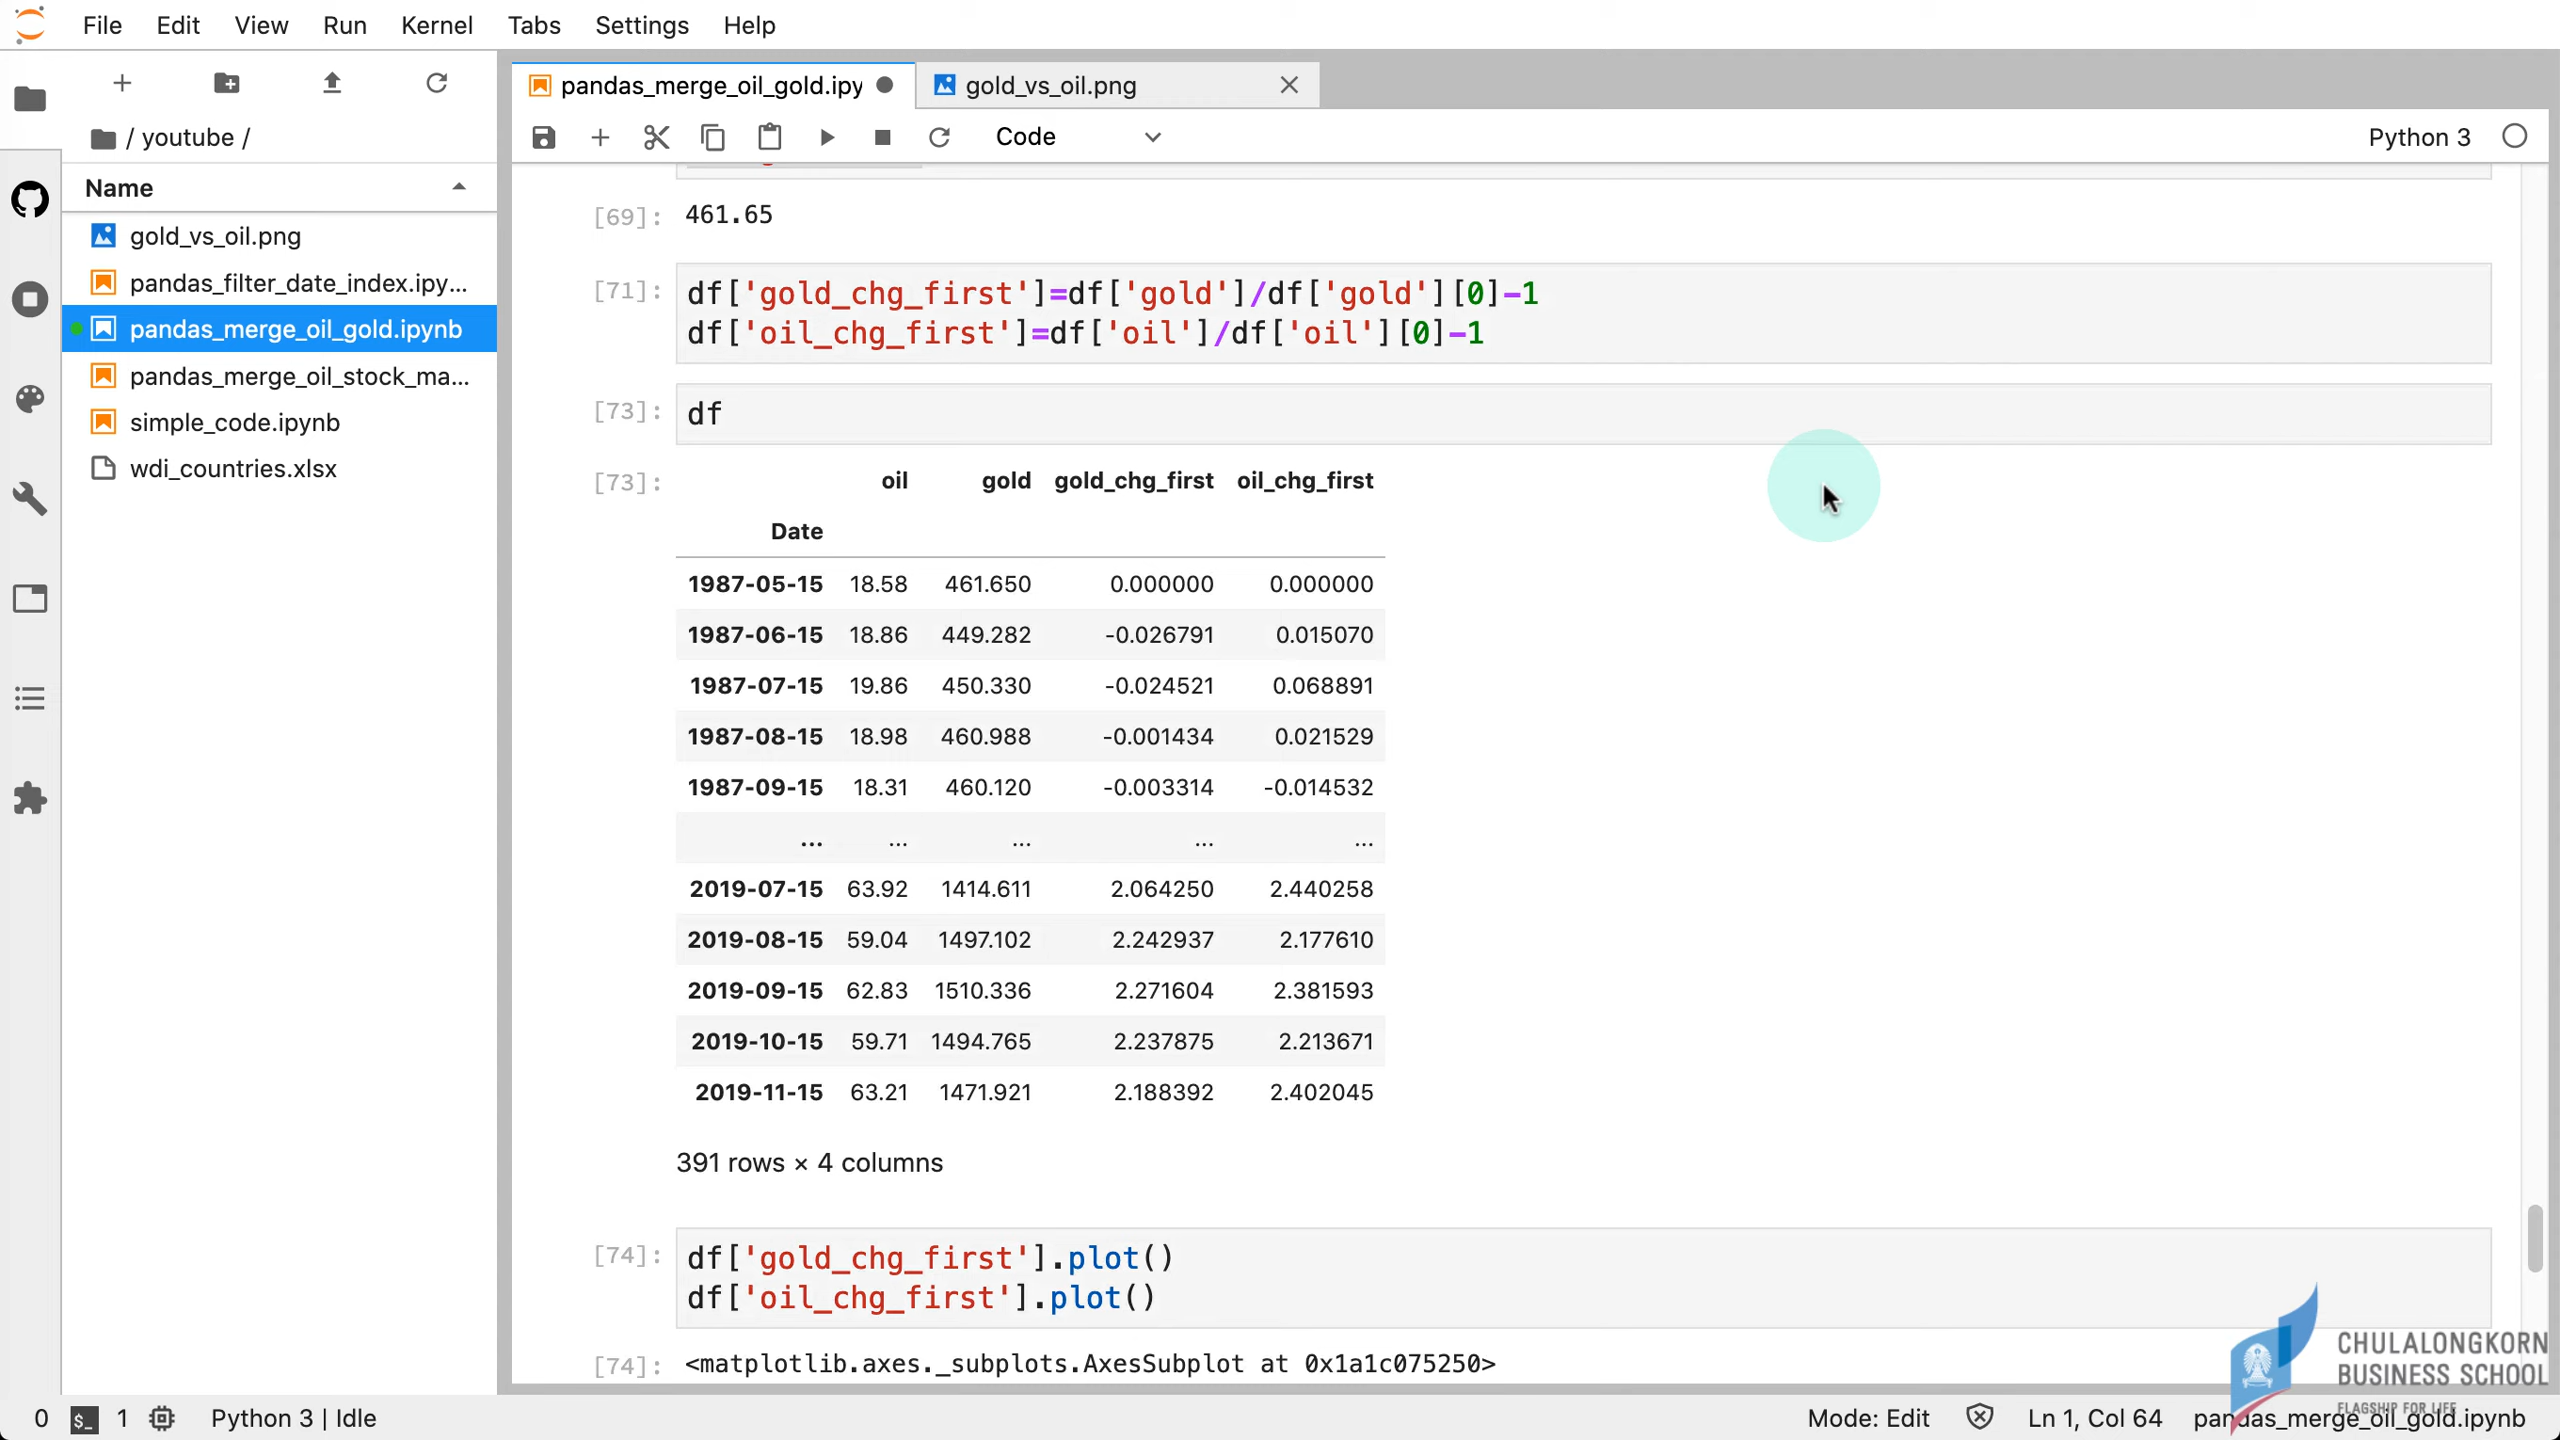 File Edit View Run Kernel Tabs Settings Help
pandas_merge_oil_gold.ipy
gold_vs_oil.png
/ youtube /
Code
Python 3
Name
gold_vs_oil.png
pandas_filter_date_index.ipy...
pandas_merge_oil_gold.ipynb
pandas_merge_oil_stock_ma...
simple_code.ipynb
wdi_countries.xlsx
[69]: 461.65
[71]: df['gold_chg_first']=df['gold']/df['gold'][0]-1
df['oil_chg_first']=df['oil']/df['oil'][0]-1
[73]: df
[73]: oil gold gold_chg_first oil_chg_first
Date
1987-05-15 18.58 461.650 0.000000 0.000000
1987-06-15 18.86 449.282 -0.026791 0.015070
1987-07-15 19.86 450.330 -0.024521 0.068891
1987-08-15 18.98 460.988 -0.001434 0.021529
1987-09-15 18.31 460.120 -0.003314 -0.014532
... ... ... ... ...
2019-07-15 63.92 1414.611 2.064250 2.440258
2019-08-15 59.04 1497.102 2.242937 2.177610
2019-09-15 62.83 1510.336 2.271604 2.381593
2019-10-15 59.71 1494.765 2.237875 2.213671
2019-11-15 63.21 1471.921 2.188392 2.402045
391 rows × 4 columns
[74]: df['gold_chg_first'].plot()
df['oil_chg_first'].plot()
[74]: <matplotlib.axes._subplots.AxesSubplot at 0x1a1c075250>
CHULALONGKORN
BUSINESS SCHOOL
FLAGSHIP FOR LIFE
0 $_ 1 Python 3 | Idle
Mode: Edit Ln 1, Col 64 pandas_merge_oil_gold.ipynb